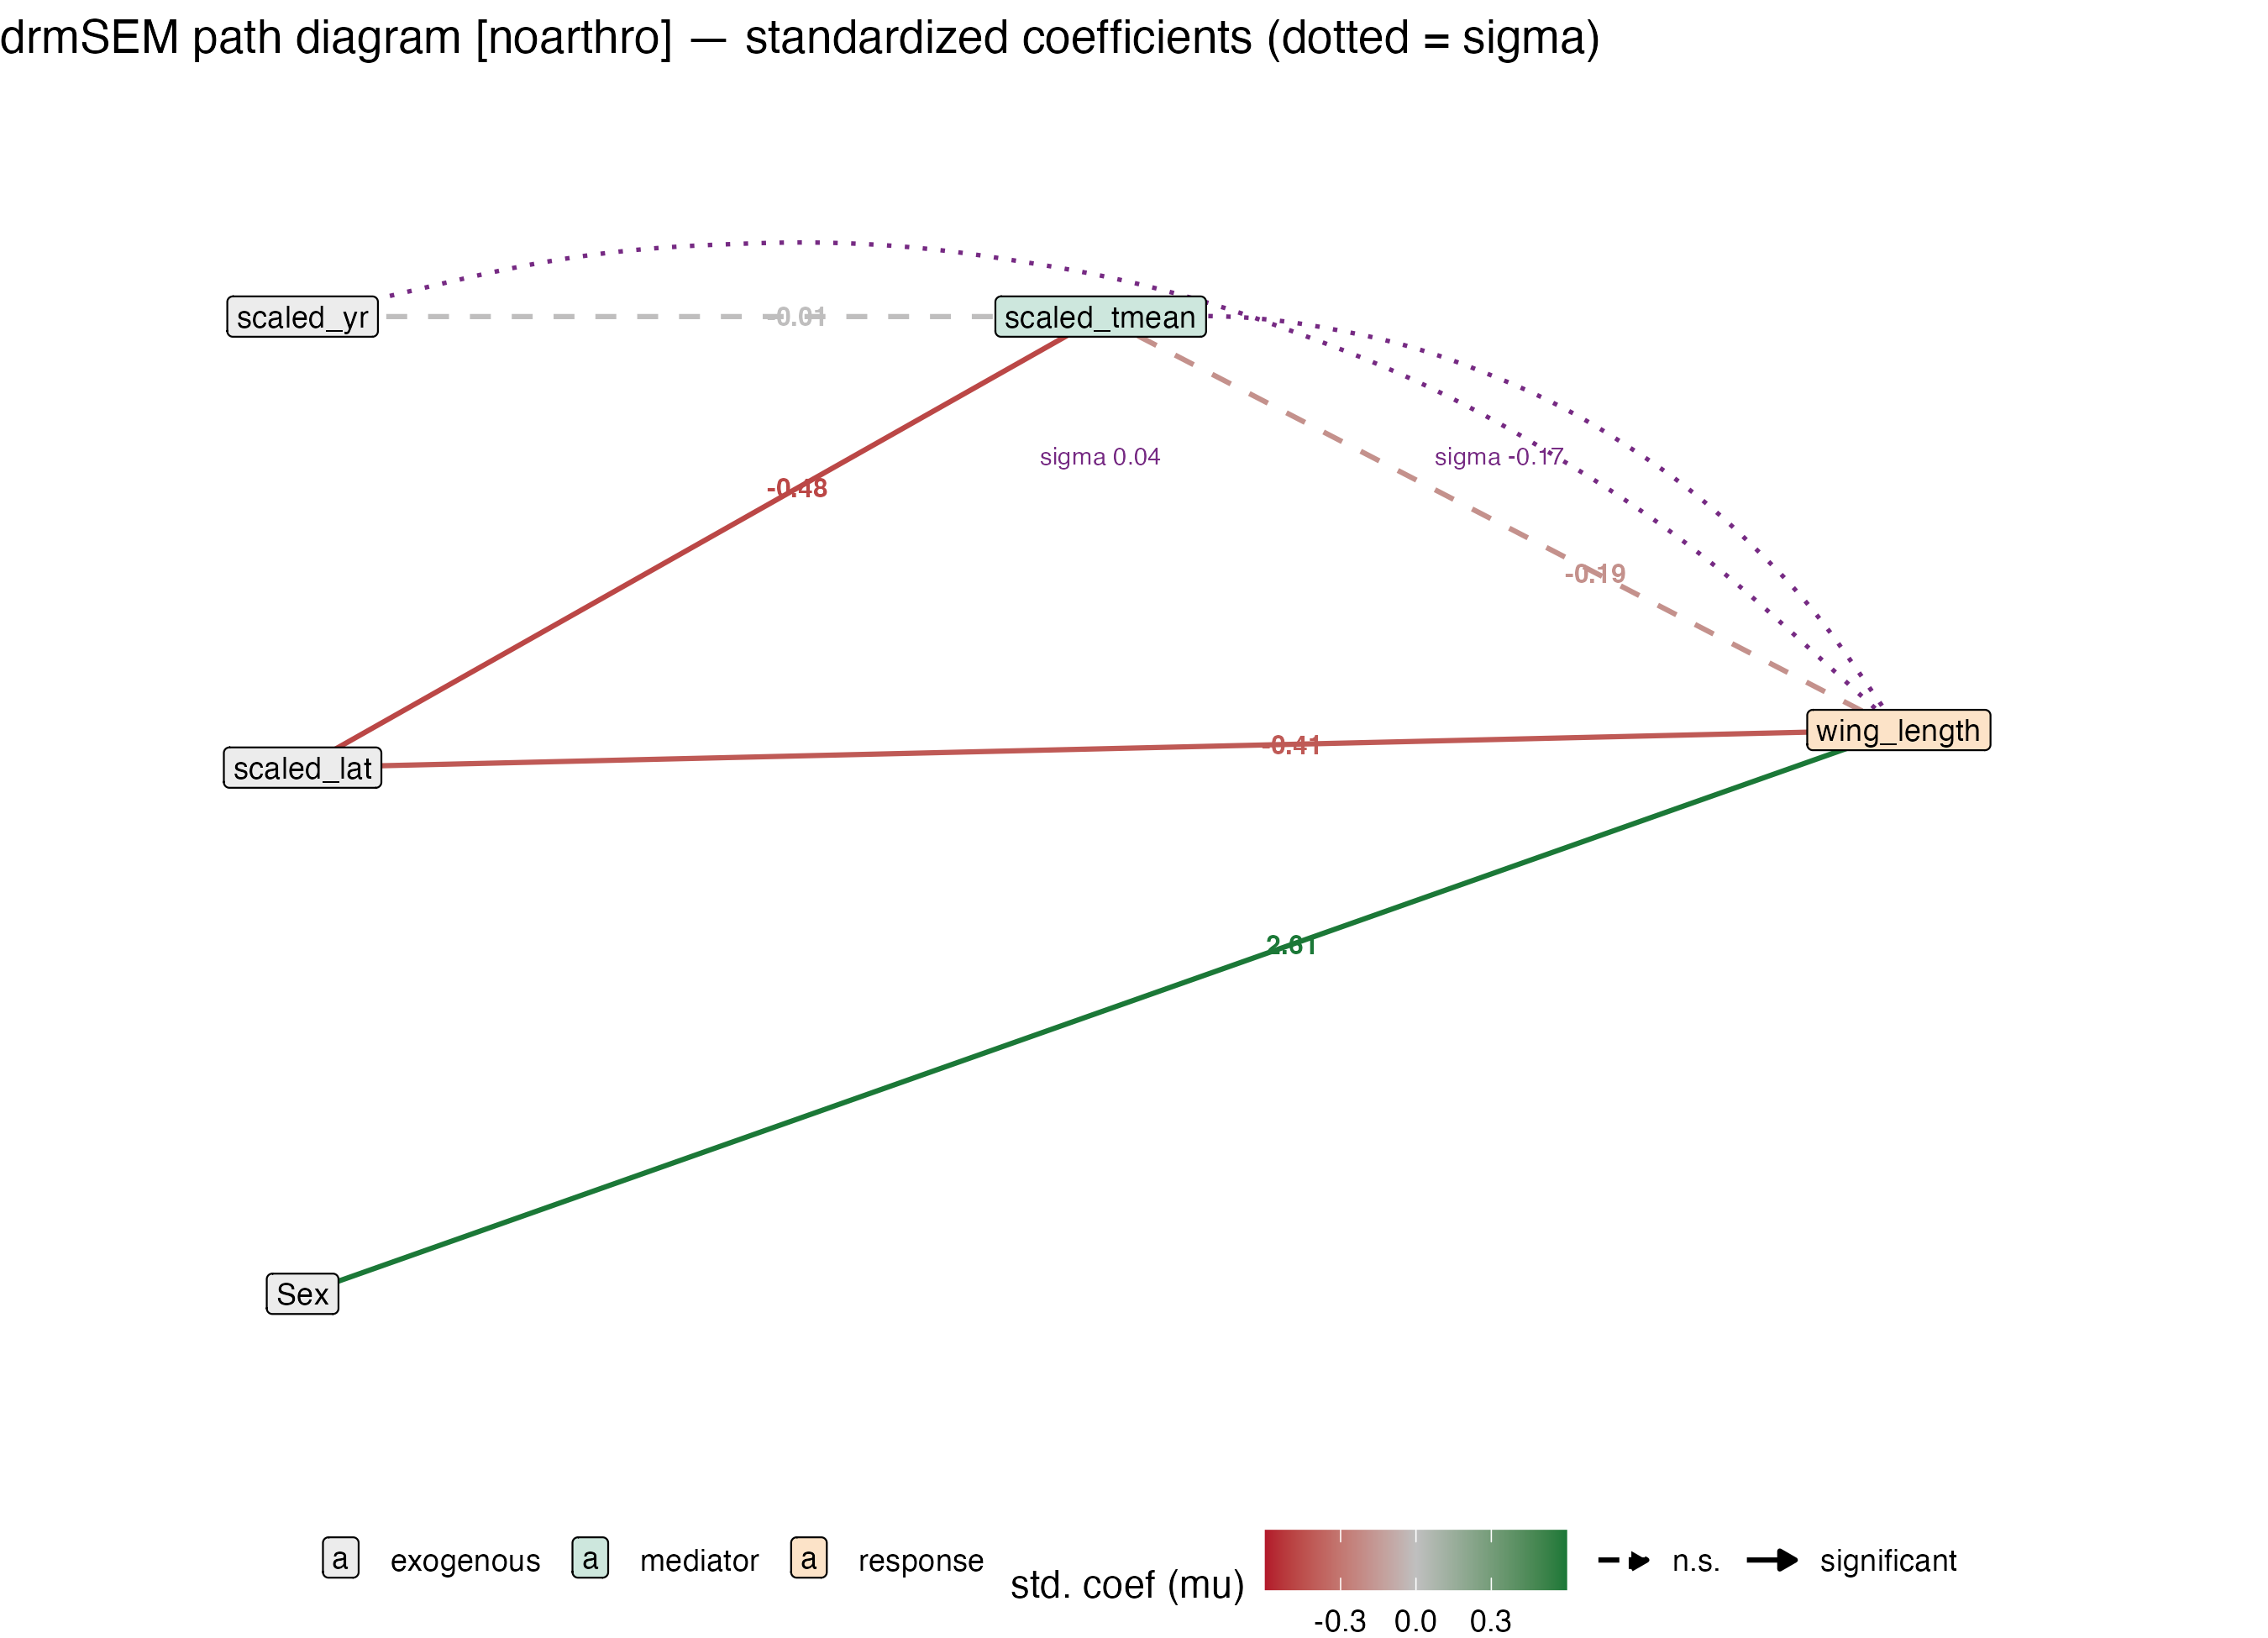 drmSEM path diagram [noarthro] — standardized coefficients (dotted = sigma)
scaled_yr
-0.01
scaled_tmean
sigma 0.04
sigma -0.17
-0.48
-0.19
wing_length
-0.41
scaled_lat
2.61
Sex
a exogenous a mediator a response
std. coef (mu)
-0.3 0.0 0.3
n.s. significant